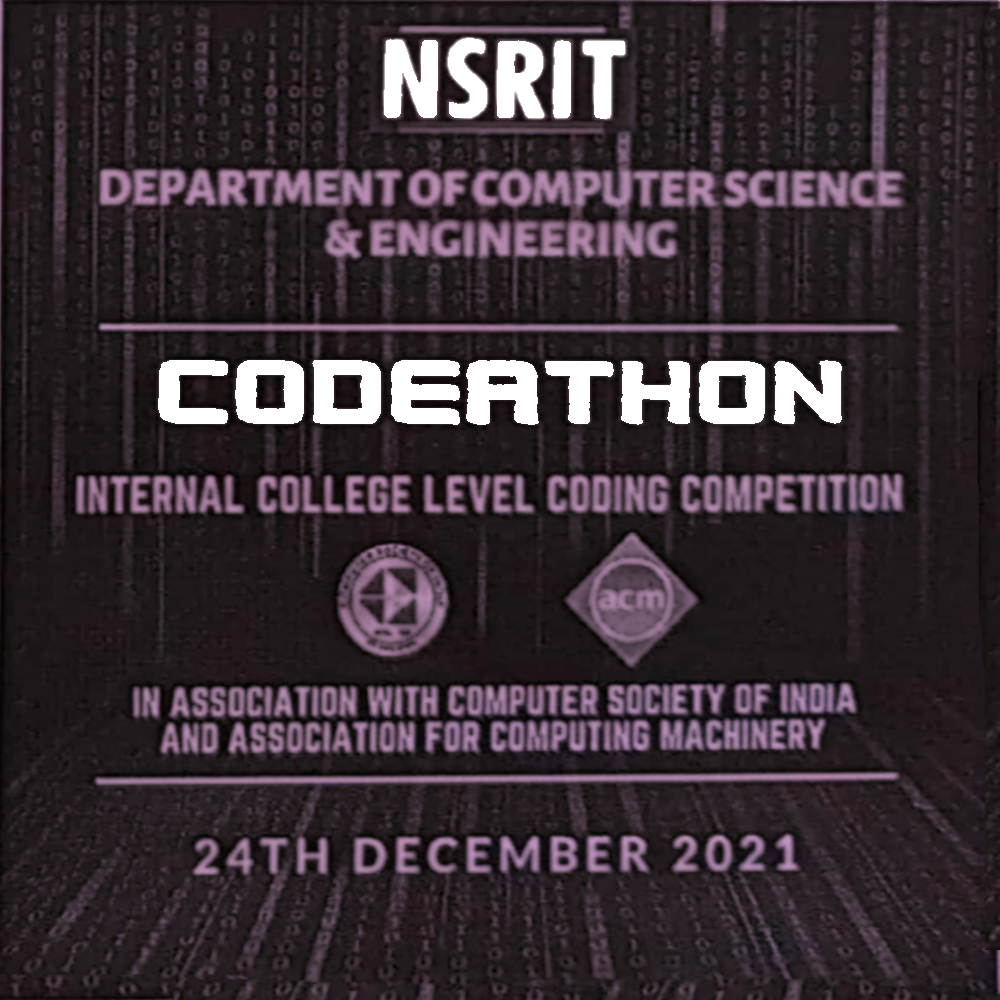 NSRIT
DEPARTMENT OF COMPUTER SCIENCE
& ENGINEERING
CODEATHON
INTERNAL COLLEGE LEVEL CODING COMPETITION
acm
IN ASSOCIATION WITH COMPUTER SOCIETY OF INDIA
AND ASSOCIATION FOR COMPUTING MACHINERY
24TH DECEMBER 2021